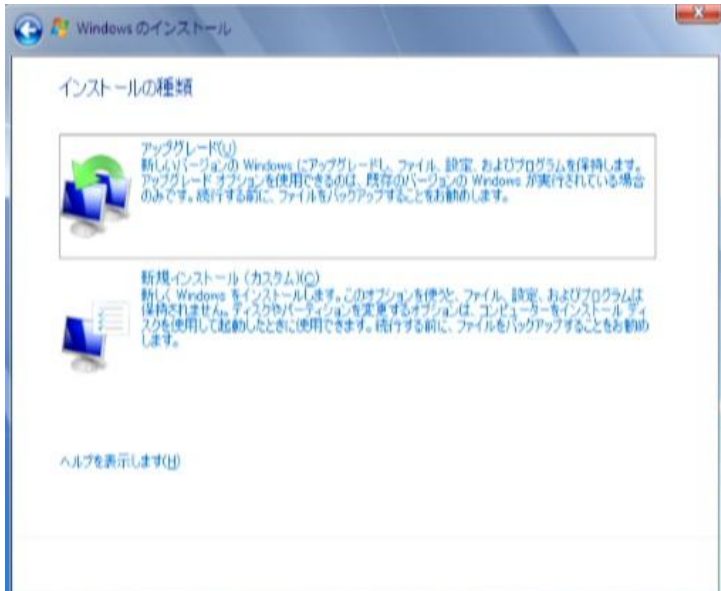 Windows のインストール
インストールの種類
アップグレード(U)
新しいバージョンの Windows にアップグレードし、ファイル、設定、およびプログラムを保持します。
アップグレード オプションを使用できるのは、既存のバージョンの Windows が実行されている場合
のみです。続行する前に、ファイルをバックアップすることをお勧めします。
新規インストール (カスタム)(C)
新しく Windows をインストールします。このオプションを使うと、ファイル、設定、およびプログラムは
保持されません。ディスクやパーティションを変更するオプションは、コンピューターをインストール ディ
スクを使用して起動したときに使用できます。続行する前に、ファイルをバックアップすることをお勧め
します。
ヘルプを表示します(H)